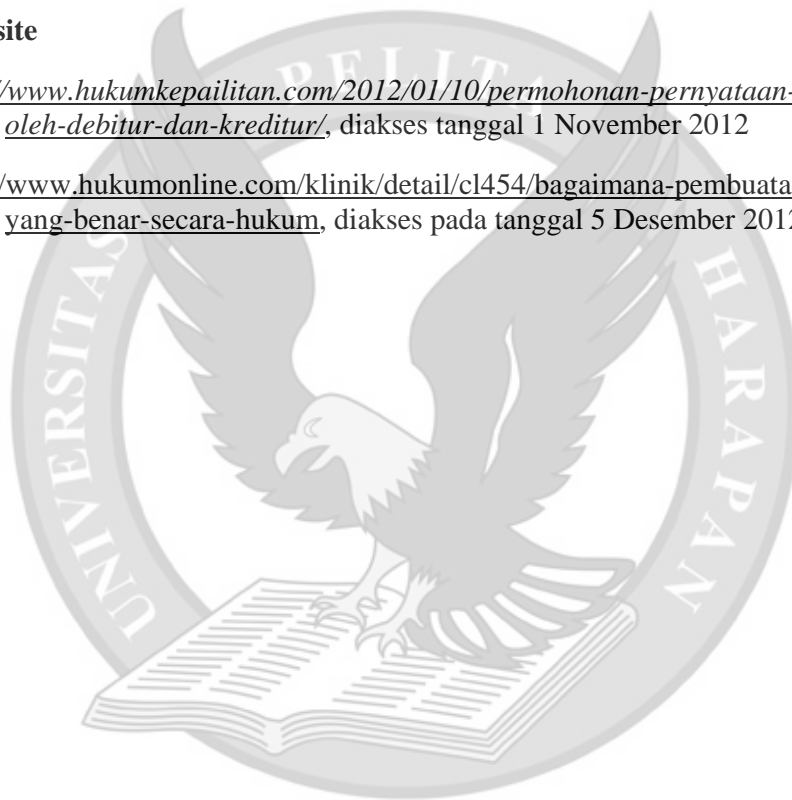 site
/www.hukumkepailitan.com/2012/01/10/permohonan-pernyataan-
oleh-debitur-dan-kreditur/, diakses tanggal 1 November 2012
/www.hukumonline.com/klinik/detail/cl454/bagaimana-pembuata
yang-benar-secara-hukum, diakses pada tanggal 5 Desember 2012
UNIVERSITAS PELITA HARAPAN